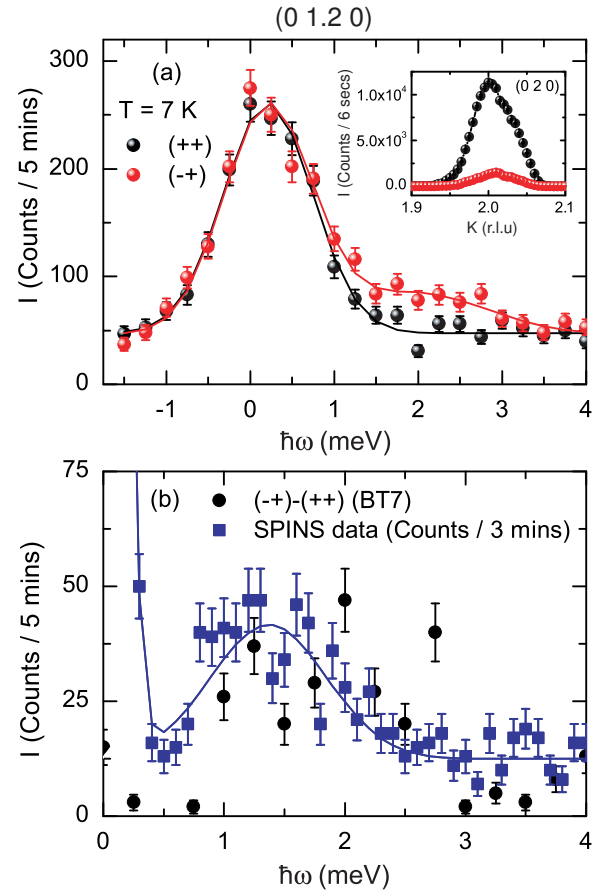 (0 1.2 0)
(a)
T = 7 K
(++)
(-+)
I (Counts / 5 mins)
300
200
100
0
-1 0 1 2 3 4
ħω (meV)
(0 2 0)
I (Counts / 6 secs)
1.0x10⁴
5.0x10³
0.0
1.9 2.0 2.1
K (r.l.u)
(b)
(-+)-(++) (BT7)
SPINS data (Counts / 3 mins)
I (Counts / 5 mins)
75
50
25
0
0 1 2 3 4
ħω (meV)